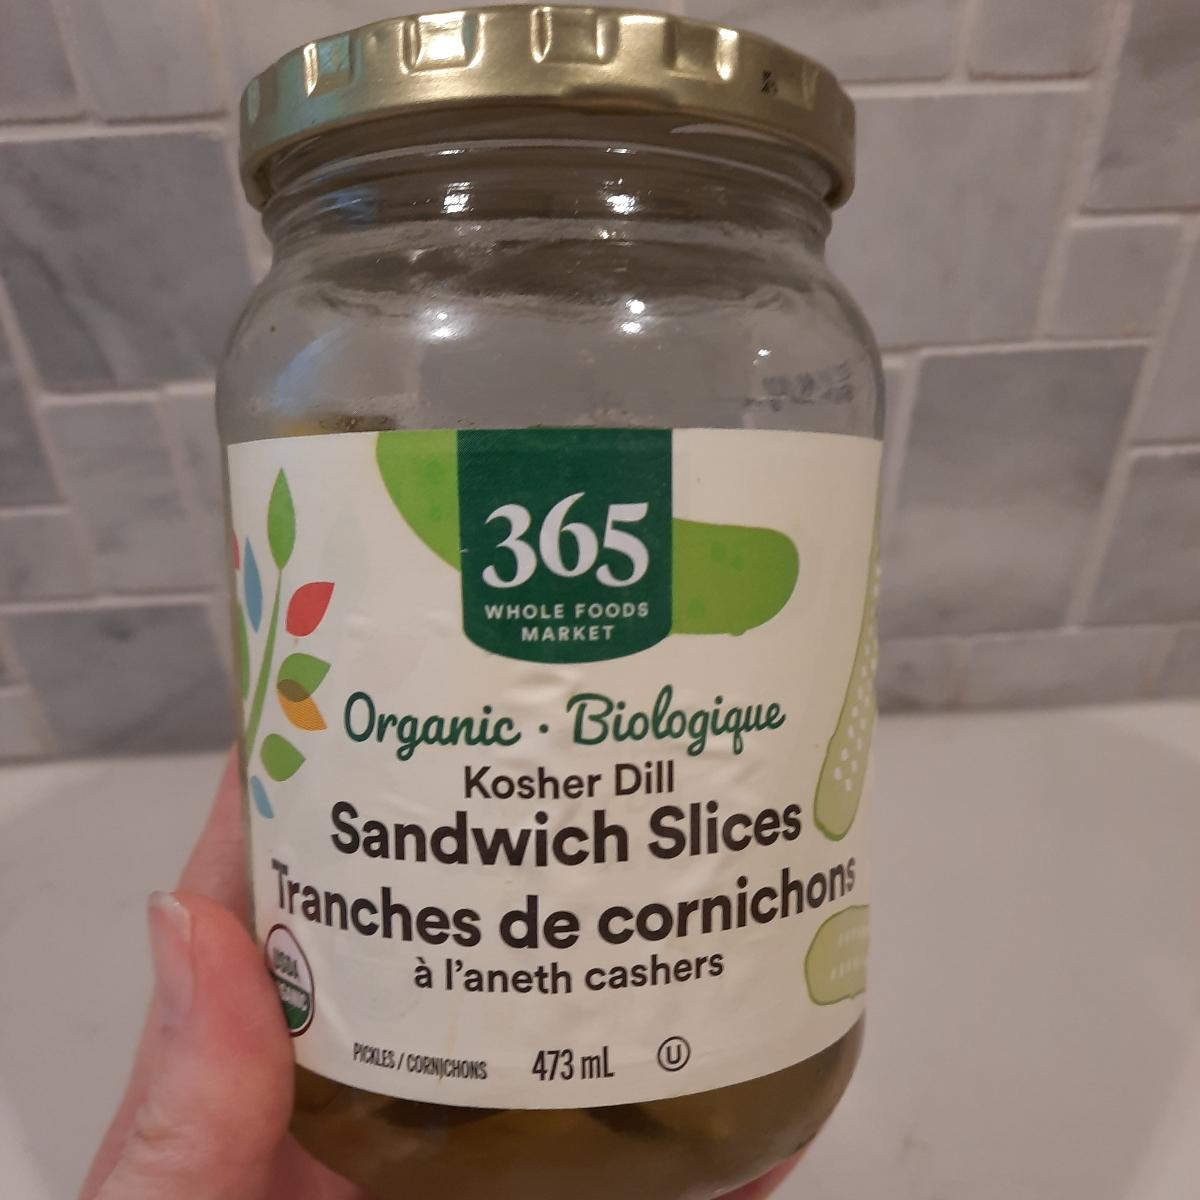 365
WHOLE FOODS
MARKET
Organic · Biologique
Kosher Dill
Sandwich Slices
Tranches de cornichons
à l'aneth cashers
USDA
PICKLES / CORNICHONS 473 mL U